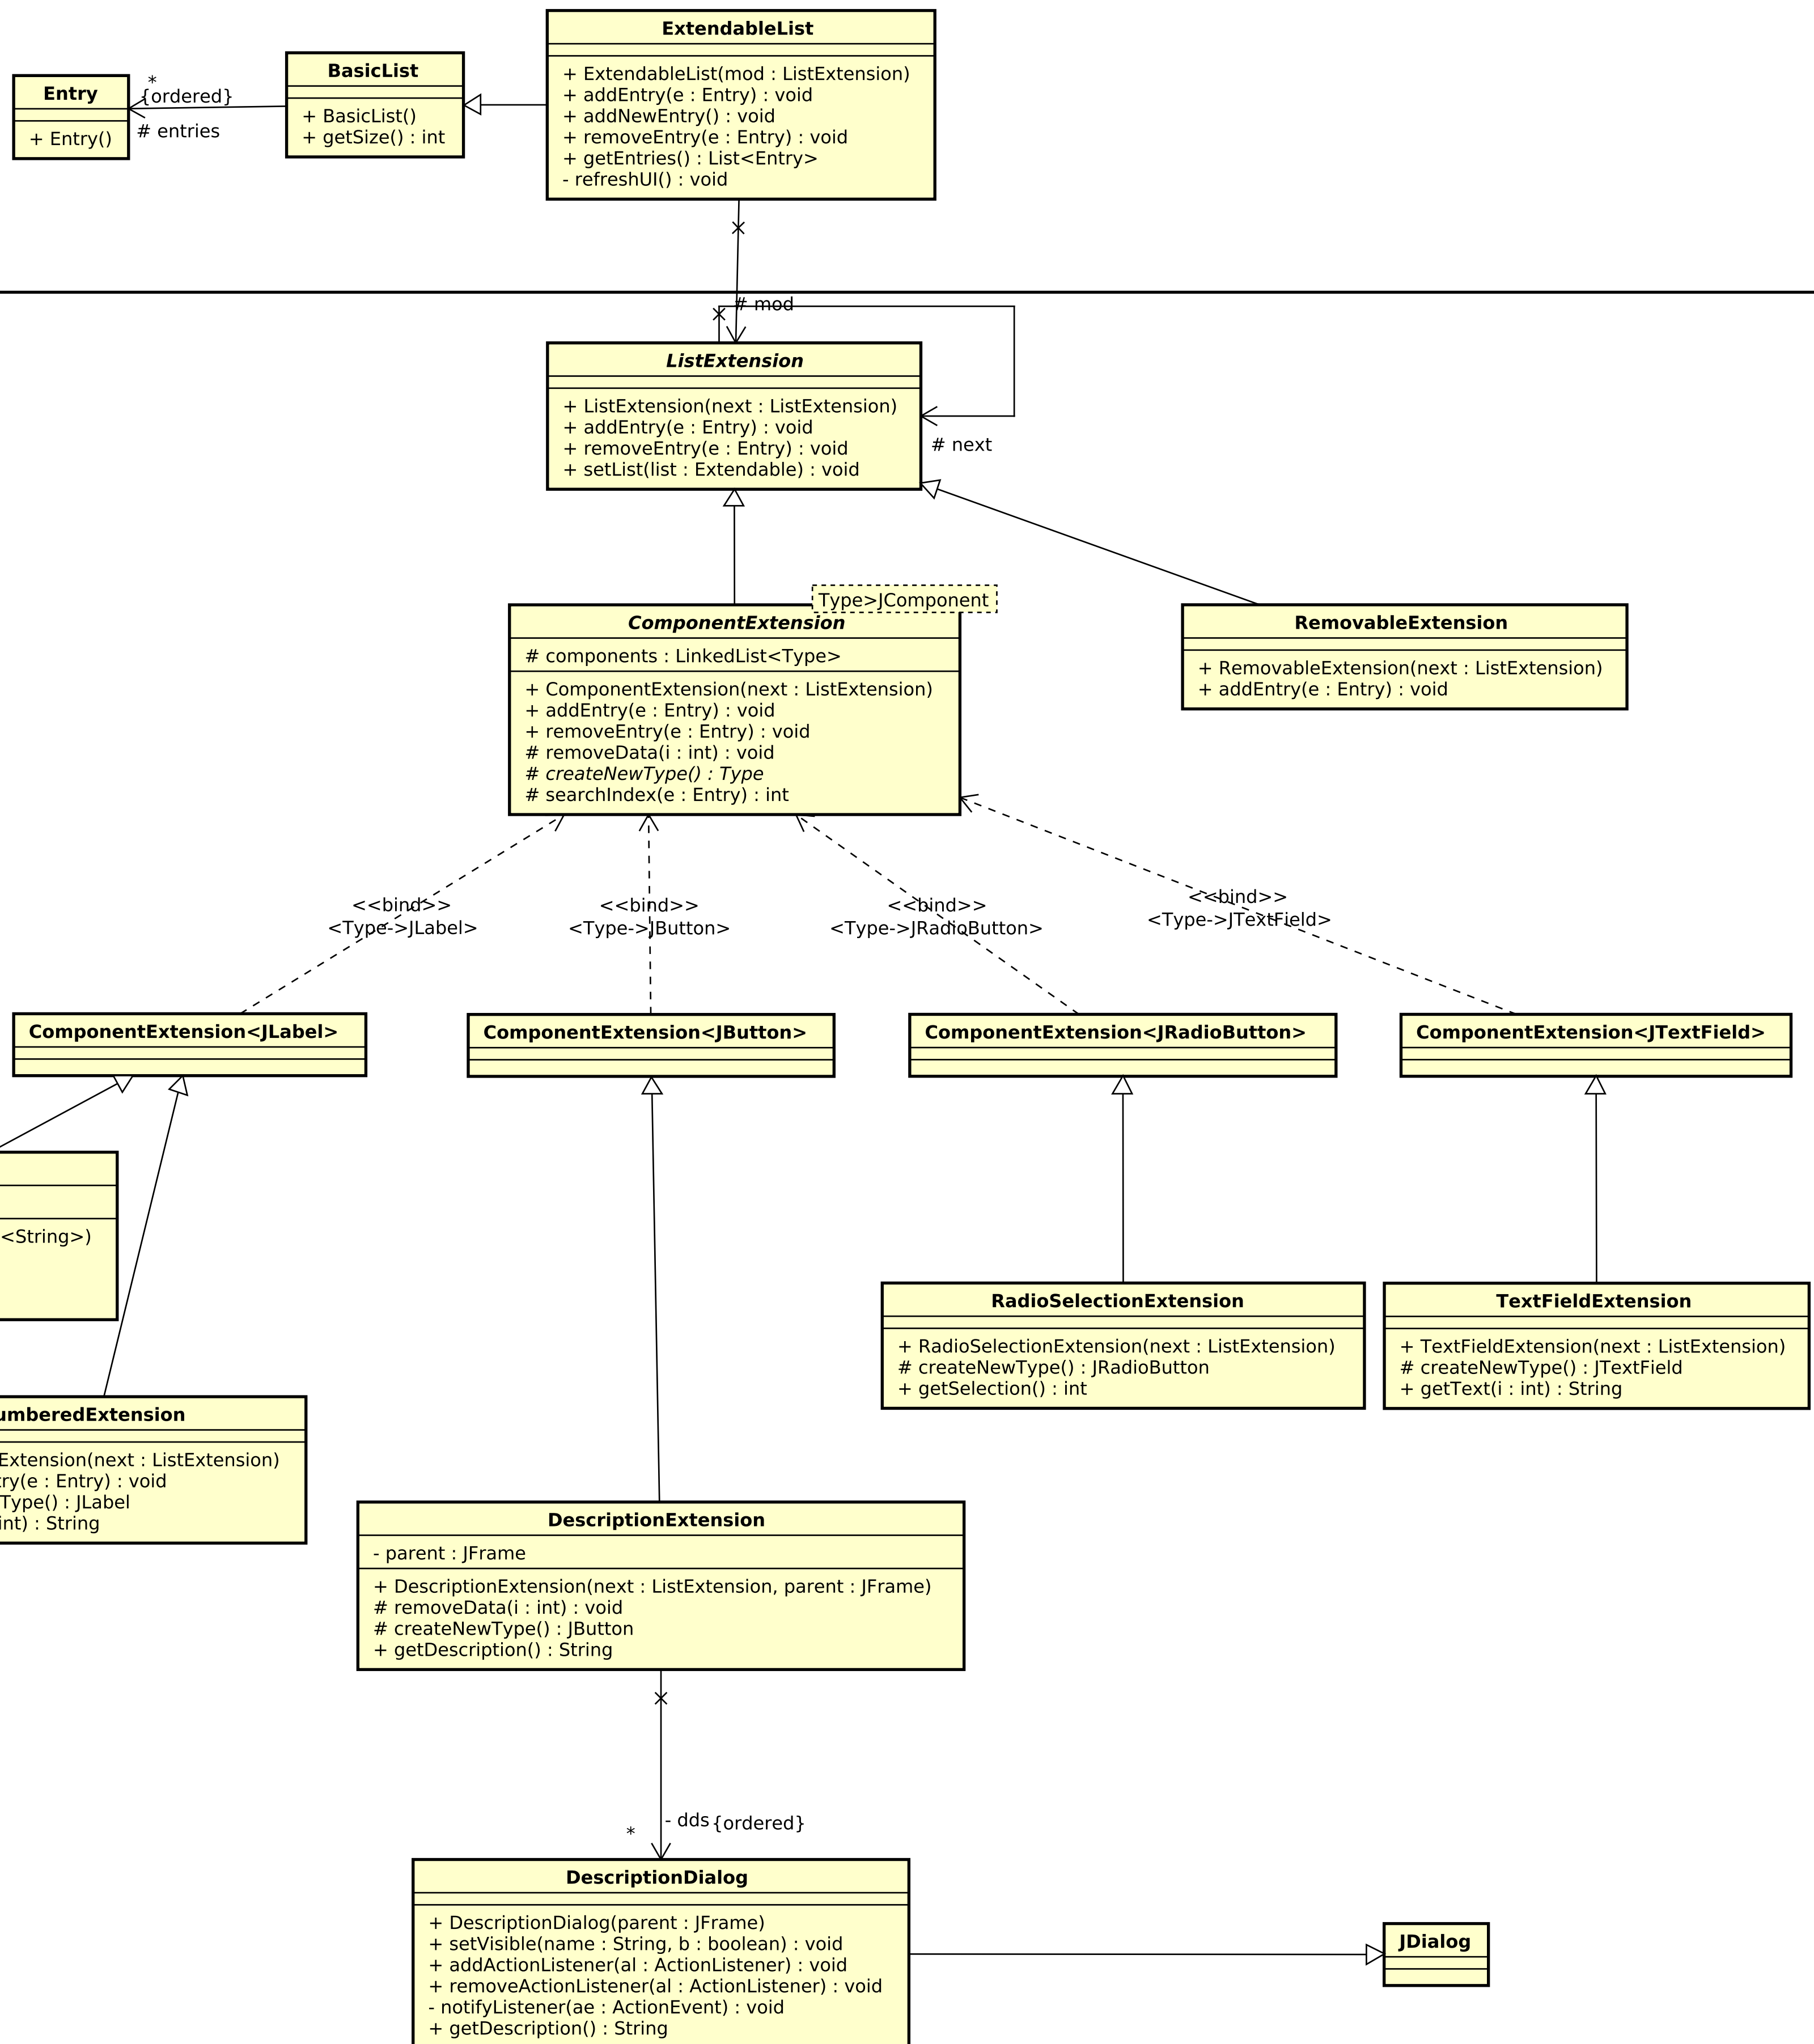 ExtendableList
+ ExtendableList(mod : ListExtension)
+ addEntry(e : Entry) : void
+ addNewEntry() : void
+ removeEntry(e : Entry) : void
+ getEntries() : List<Entry>
- refreshUI() : void
BasicList
+ BasicList()
+ getSize() : int
*
{ordered}
# entries
Entry
+ Entry()
# mod
ListExtension
+ ListExtension(next : ListExtension)
+ addEntry(e : Entry) : void
+ removeEntry(e : Entry) : void
+ setList(list : Extendable) : void
# next
Type>JComponent
ComponentExtension
# components : LinkedList<Type>
+ ComponentExtension(next : ListExtension)
+ addEntry(e : Entry) : void
+ removeEntry(e : Entry) : void
# removeData(i : int) : void
# createNewType() : Type
# searchIndex(e : Entry) : int
RemovableExtension
+ RemovableExtension(next : ListExtension)
+ addEntry(e : Entry) : void
<<bind>>
<Type->JLabel>
<<bind>>
<Type->JButton>
<<bind>>
<Type->JRadioButton>
<<bind>>
<Type->JTextField>
ComponentExtension<JLabel>
ComponentExtension<JButton>
ComponentExtension<JRadioButton>
ComponentExtension<JTextField>
<String>)
RadioSelectionExtension
+ RadioSelectionExtension(next : ListExtension)
# createNewType() : JRadioButton
+ getSelection() : int
TextFieldExtension
+ TextFieldExtension(next : ListExtension)
# createNewType() : JTextField
+ getText(i : int) : String
umberedExtension
Extension(next : ListExtension)
ry(e : Entry) : void
Type() : JLabel
int) : String
DescriptionExtension
- parent : JFrame
+ DescriptionExtension(next : ListExtension, parent : JFrame)
# removeData(i : int) : void
# createNewType() : JButton
+ getDescription() : String
- dds {ordered}
*
DescriptionDialog
+ DescriptionDialog(parent : JFrame)
+ setVisible(name : String, b : boolean) : void
+ addActionListener(al : ActionListener) : void
+ removeActionListener(al : ActionListener) : void
- notifyListener(ae : ActionEvent) : void
+ getDescription() : String
JDialog